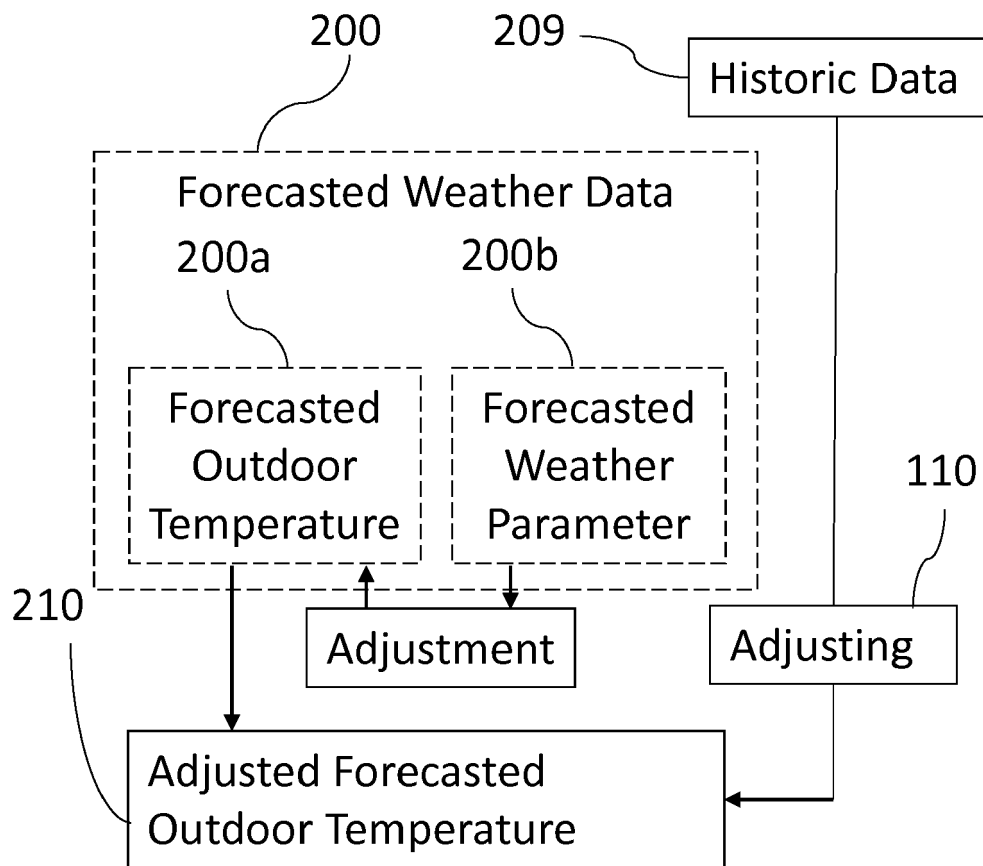 200
209
Historic Data
Forecasted Weather Data
200a
200b
Forecasted
Outdoor
Temperature
Forecasted
Weather
Parameter
110
210
Adjustment
Adjusting
Adjusted Forecasted
Outdoor Temperature